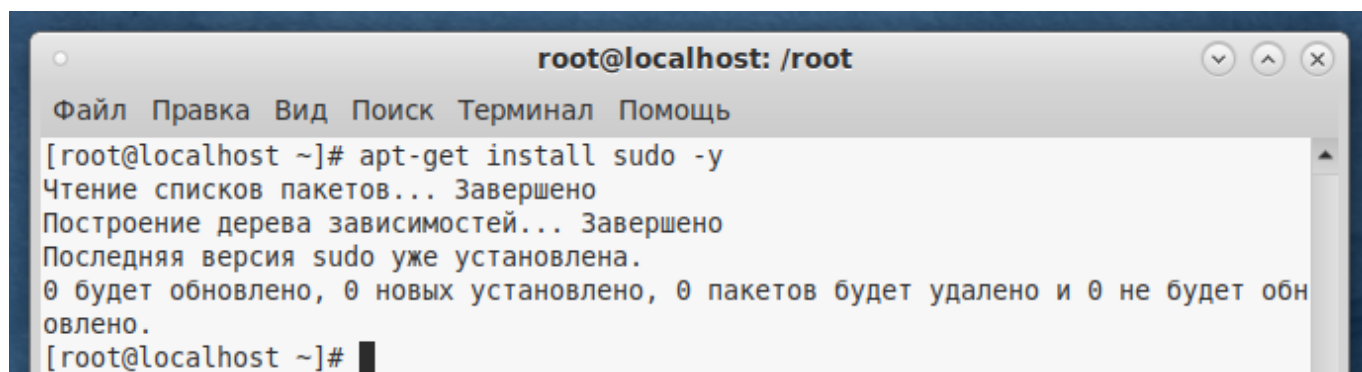 root@localhost: /root
Файл Правка Вид Поиск Терминал Помощь
[root@localhost ~]# apt-get install sudo -y
Чтение списков пакетов... Завершено
Построение дерева зависимостей... Завершено
Последняя версия sudo уже установлена.
0 будет обновлено, 0 новых установлено, 0 пакетов будет удалено и 0 не будет обн
овлено.
[root@localhost ~]#